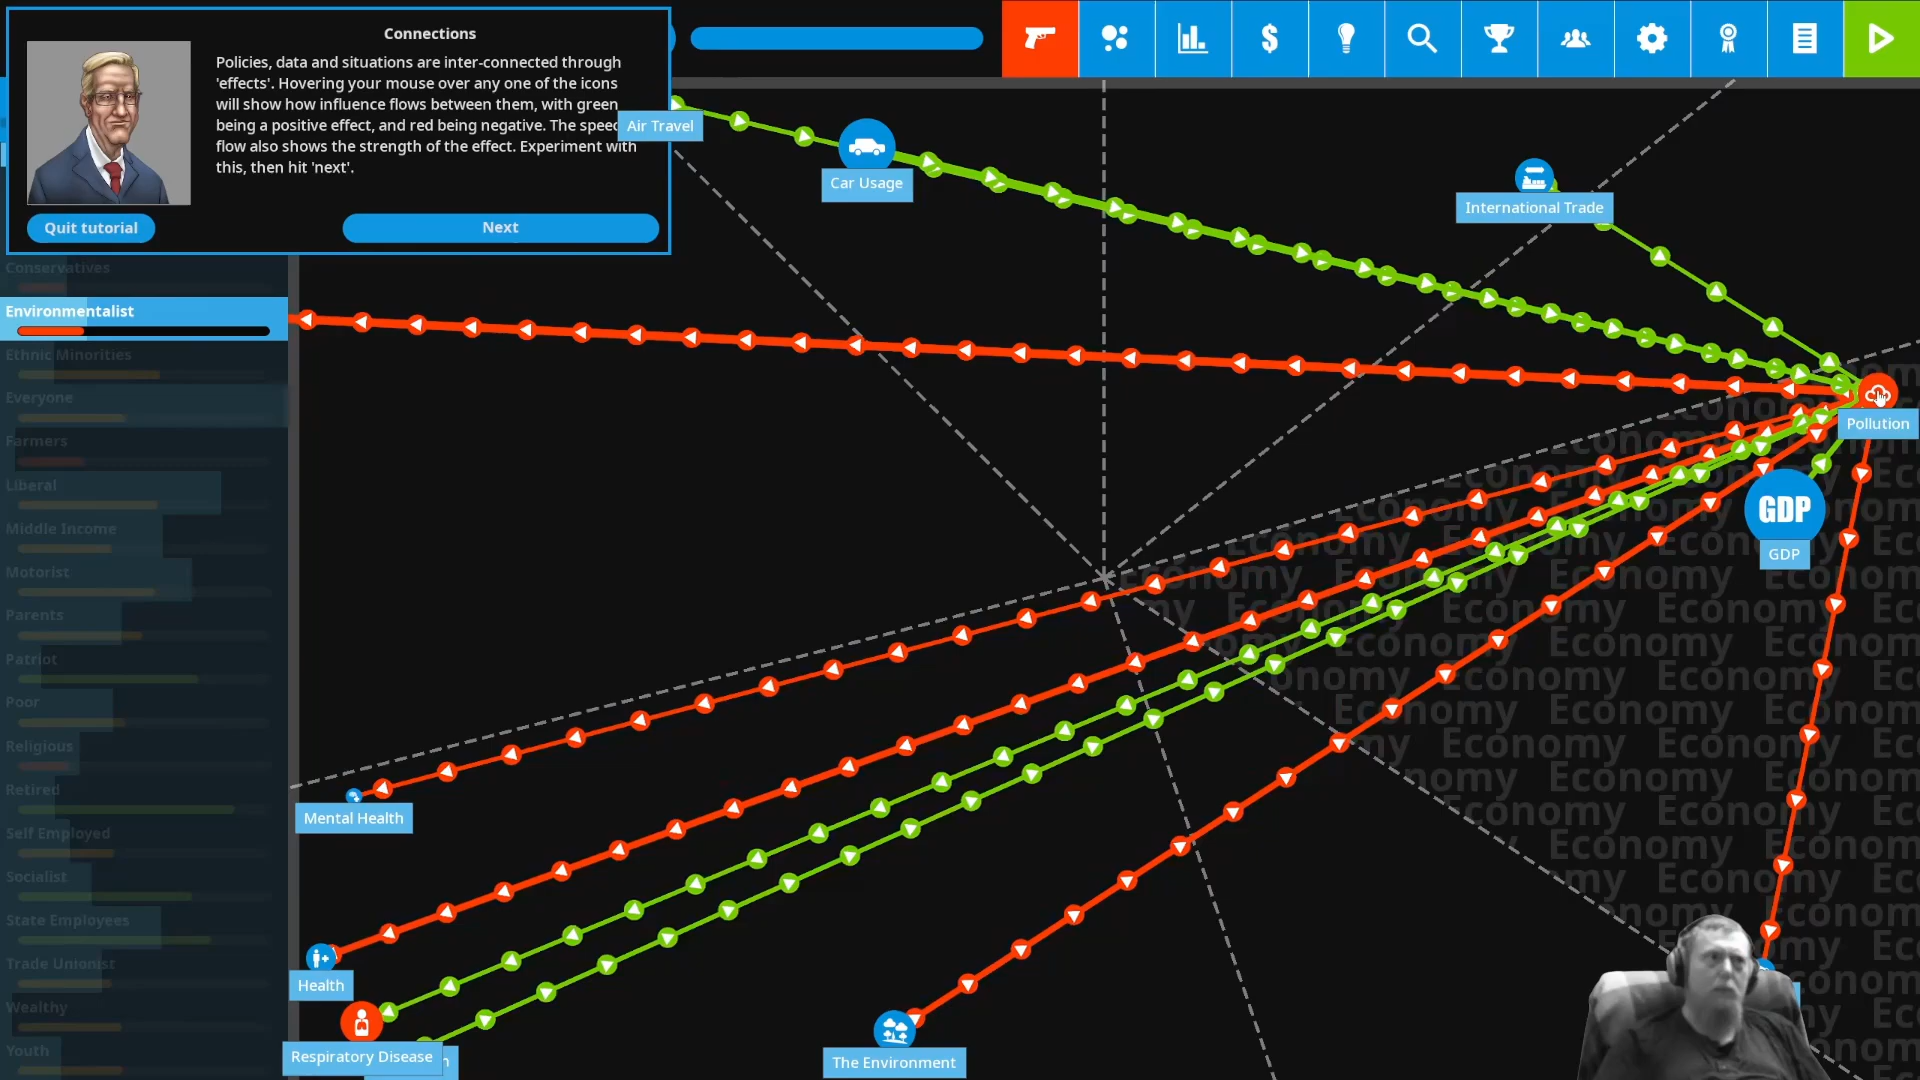 Connections
Policies, data and situations are inter-connected through
'effects'. Hovering your mouse over any one of the icons
will show how influence flows between them, with green
being a positive effect, and red being negative. The speed
flow also shows the strength of the effect. Experiment with
this, then hit 'next'.
Quit tutorial
Next
Air Travel
Car Usage
International Trade
Conservatives
Environmentalist
Ethnic Minorities
Everyone
Farmers
Liberal
Middle Income
Motorist
Parents
Patriot
Poor
Religious
Retired
Self Employed
Socialist
State Employees
Trade Unionist
Wealthy
Youth
Pollution
GDP
GDP
Economy
Mental Health
Health
Respiratory Disease
The Environment